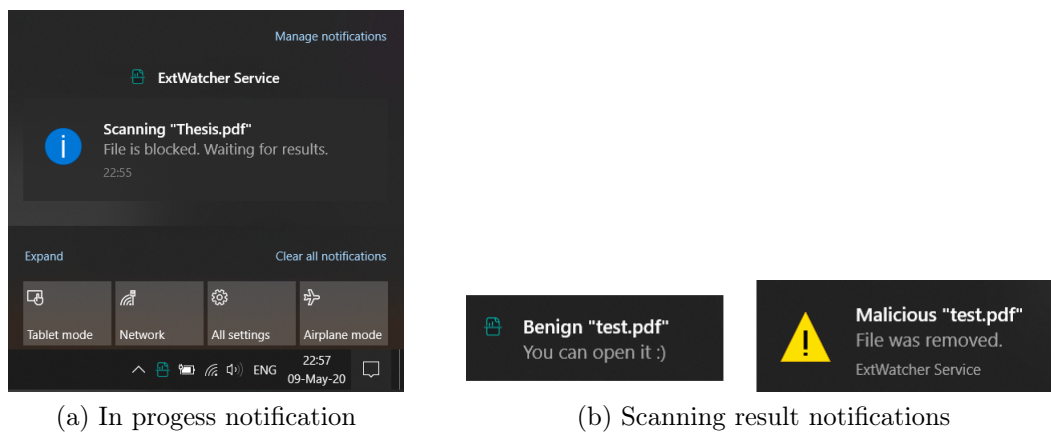 Manage notifications
ExtWatcher Service
Scanning "Thesis.pdf"
File is blocked. Waiting for results.
22:55
Expand Clear all notifications
Tablet mode Network All settings Airplane mode
ENG 22:57
09-May-20
(a) In progess notification
Benign "test.pdf"
You can open it :)
Malicious "test.pdf"
File was removed.
ExtWatcher Service
(b) Scanning result notifications